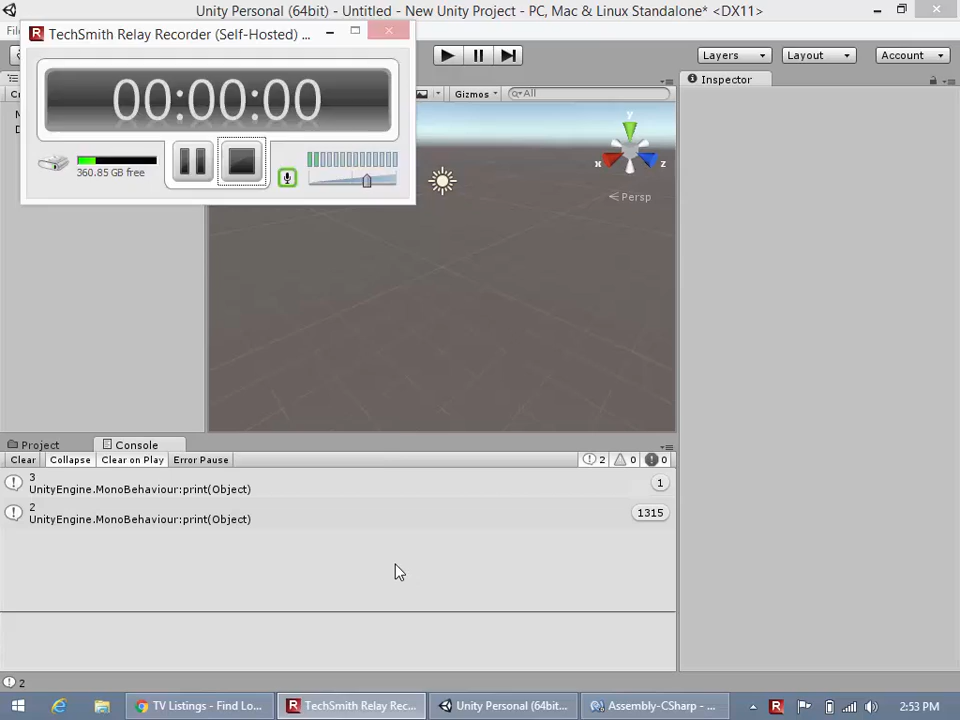 Unity Personal (64bit) - Untitled - New Unity Project - PC, Mac & Linux Standalone* <DX11>
TechSmith Relay Recorder (Self-Hosted) ...
00:00:00
360.85 GB free
Layers
Layout
Account
Gizmos
All
Inspector
y
x
z
Persp
Project
Console
Clear
Collapse
Clear on Play
Error Pause
2
0
0
3
UnityEngine.MonoBehaviour:print(Object)
1
2
UnityEngine.MonoBehaviour:print(Object)
1315
2
TV Listings - Find Lo...
TechSmith Relay Rec...
Unity Personal (64bit...
Assembly-CSharp - ...
2:53 PM